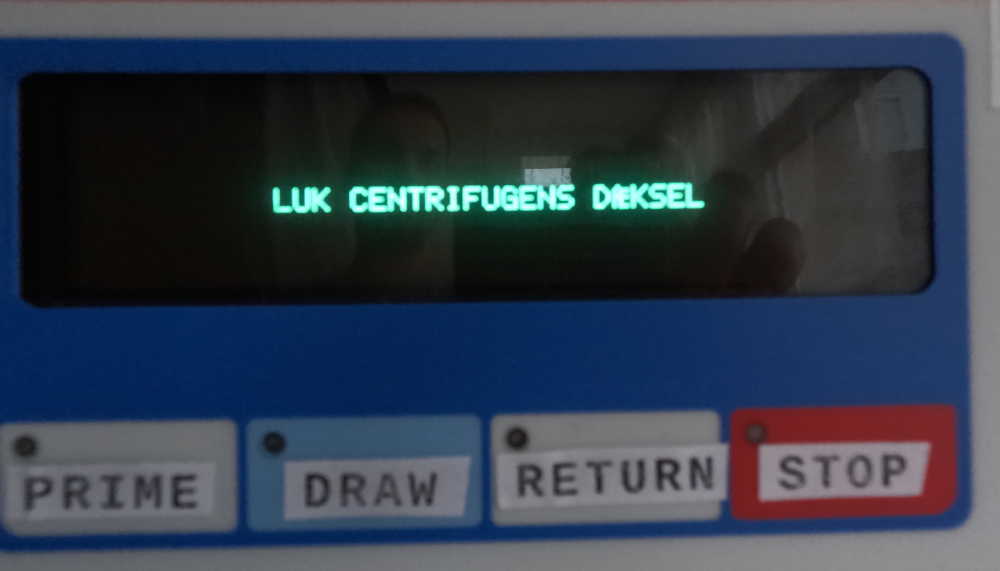 LUK CENTRIFUGENS DÆKSEL
PRIME
DRAW
RETURN
STOP